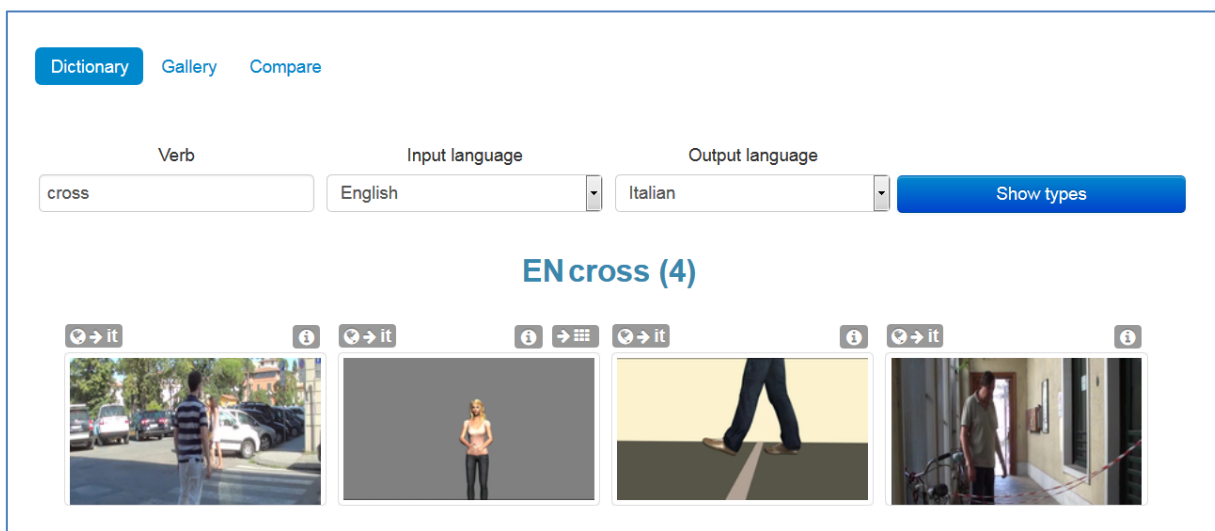 Dictionary Gallery Compare
Verb Input language Output language
cross English Italian Show types
EN cross (4)
it it it it